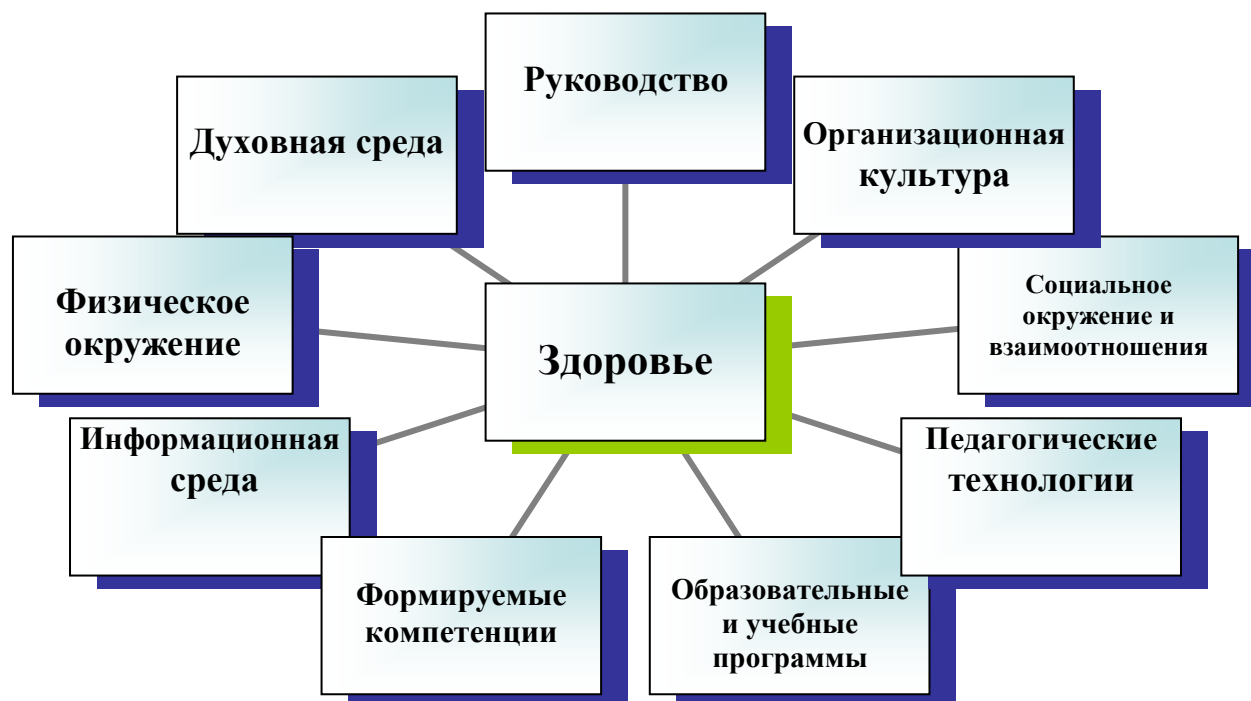 Руководство
Духовная среда
Организационная
культура
Физическое
окружение
Здоровье
Социальное
окружение и
взаимоотношения
Информационная
среда
Педагогические
технологии
Формируемые
компетенции
Образовательные
и учебные
программы